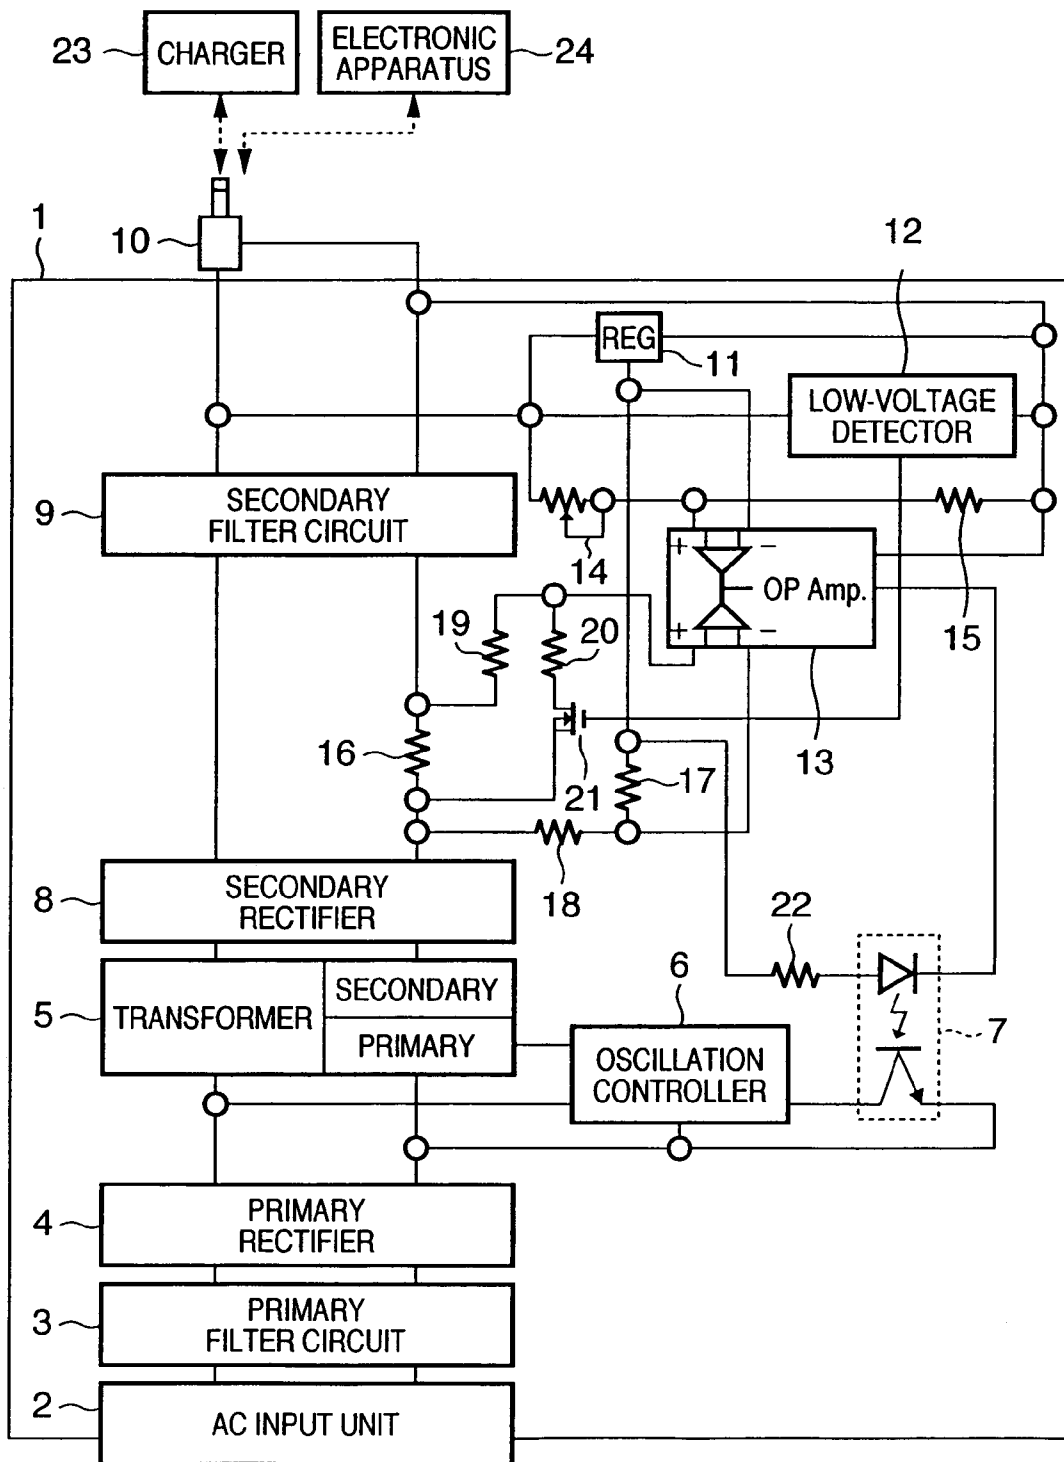 23
CHARGER
ELECTRONIC
APPARATUS
24
1
10
12
REG
11
LOW-VOLTAGE
DETECTOR
9
SECONDARY
FILTER CIRCUIT
14
+
−
OP Amp.
+
−
15
13
19
20
16
21
17
18
8
SECONDARY
RECTIFIER
22
5
TRANSFORMER
SECONDARY
PRIMARY
6
OSCILLATION
CONTROLLER
7
4
PRIMARY
RECTIFIER
3
PRIMARY
FILTER CIRCUIT
2
AC INPUT UNIT